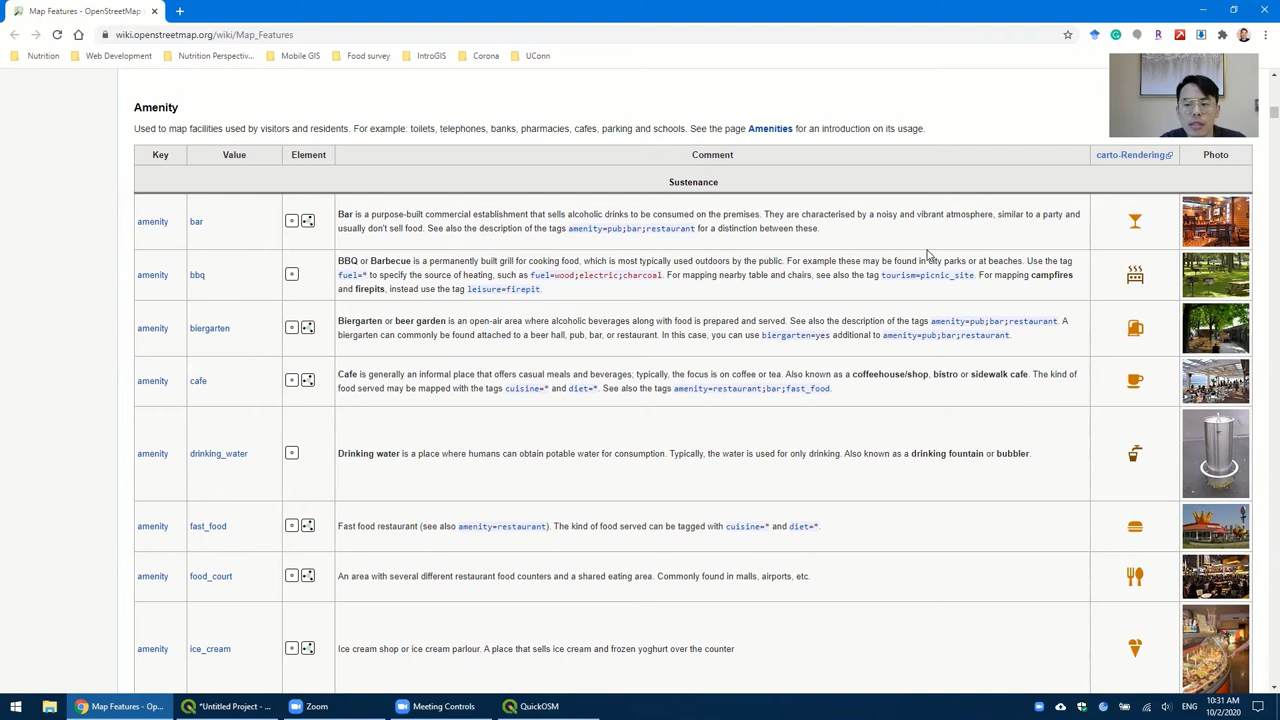 Map Features - OpenStreetMap
wiki.openstreetmap.org/wiki/Map_Features
Nutrition
Web Development
Nutrition Perspectiv...
Mobile GIS
Food survey
IntroGIS
Corona
UConn
Amenity
Used to map facilities used by visitors and residents. For example: toilets, telephones, banks, pharmacies, cafes, parking and schools. See the page Amenities for an introduction on its usage.
Key Value Element Comment carto-Rendering Photo
Sustenance
amenity
bar
Bar is a purpose-built commercial establishment that sells alcoholic drinks to be consumed on the premises. They are characterised by a noisy and vibrant atmosphere, similar to a party and
usually don't sell food. See also the description of the tags amenity=pub;bar;restaurant for a distinction between these.
amenity
bbq
BBQ or Barbecue is a permanently built grill for cooking food, which is most typically used outdoors by the public. For example these may be found in city parks or at beaches. Use the tag
fuel=* to specify the source of heating, such as fuel=wood;electric;charcoal. For mapping nearby table and chairs, see also the tag tourism=picnic_site. For mapping campfires
and firepits, instead use the tag leisure=firepit.
amenity
biergarten
Biergarten or beer garden is an open-air area where alcoholic beverages along with food is prepared and served. See also the description of the tags amenity=pub;bar;restaurant. A
biergarten can commonly be found attached to a beer hall, pub, bar, or restaurant. In this case, you can use biergarten=yes additional to amenity=pub;bar;restaurant.
amenity
cafe
Cafe is generally an informal place that offers casual meals and beverages; typically, the focus is on coffee or tea. Also known as a coffeehouse/shop, bistro or sidewalk cafe. The kind of
food served may be mapped with the tags cuisine=* and diet=*. See also the tags amenity=restaurant;bar;fast_food.
amenity
drinking_water
Drinking water is a place where humans can obtain potable water for consumption. Typically, the water is used for only drinking. Also known as a drinking fountain or bubbler.
amenity
fast_food
Fast food restaurant (see also amenity=restaurant). The kind of food served can be tagged with cuisine=* and diet=*.
amenity
food_court
An area with several different restaurant food counters and a shared eating area. Commonly found in malls, airports, etc.
amenity
ice_cream
Ice cream shop or ice cream parlour. A place that sells ice cream and frozen yoghurt over the counter
Map Features - Op...
*Untitled Project - ...
Zoom
Meeting Controls
QuickOSM
ENG
10:31 AM
10/2/2020